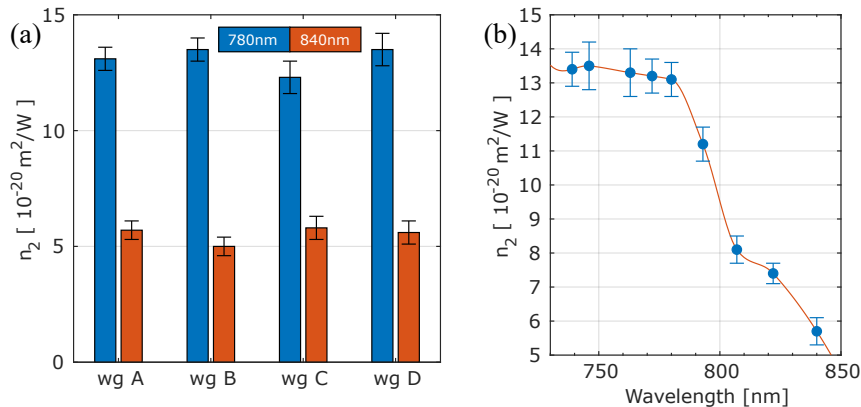 (a)
780nm 840nm
n2 [ 10-20 m2/W ]
15
10
5
0
wg A wg B wg C wg D
(b)
n2 [ 10-20 m2/W ]
15
14
13
12
11
10
9
8
7
6
5
750 800 850
Wavelength [nm]